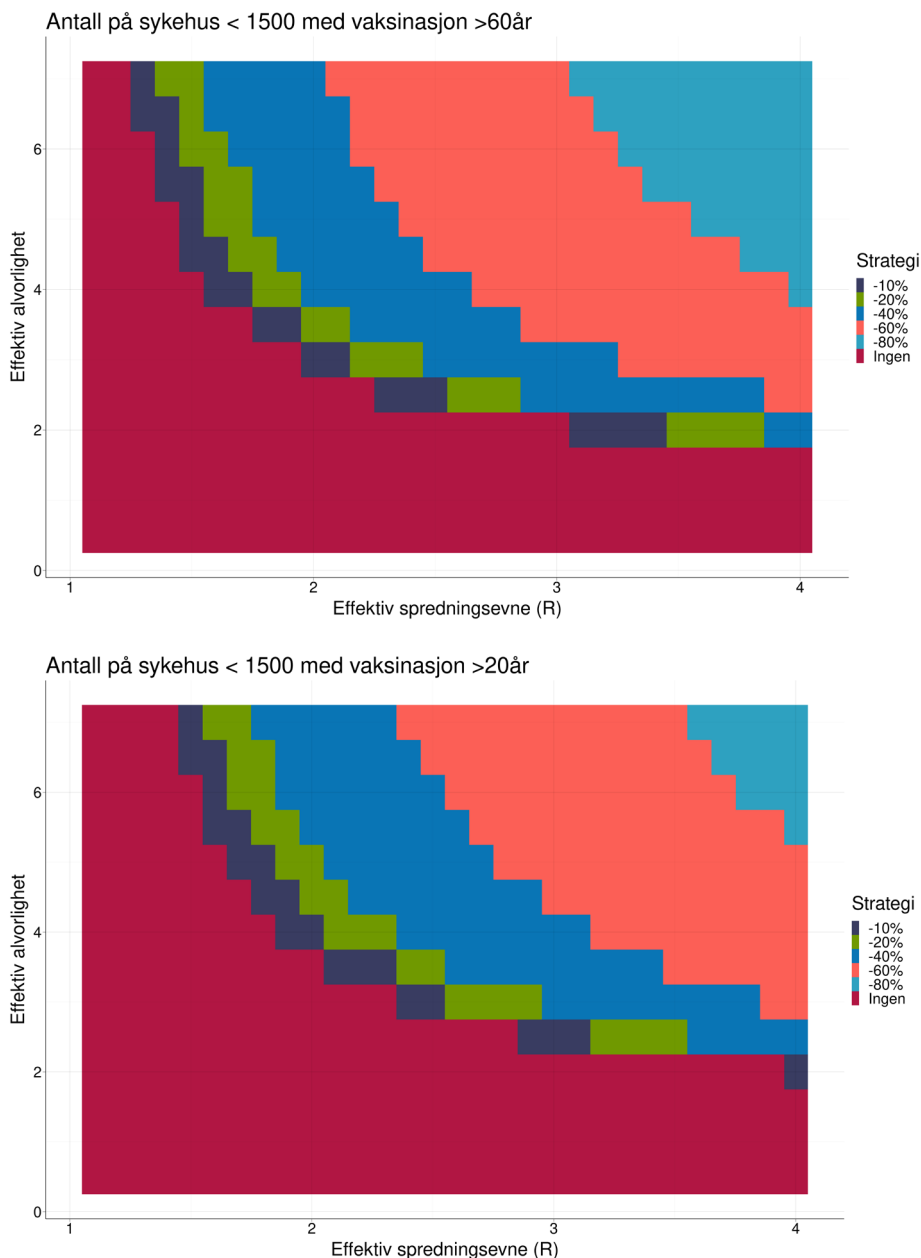 Antall på sykehus < 1500 med vaksinasjon >60år
6
4
2
0
Effektiv alvorlighet
1 2 3 4
Effektiv spredningsevne (R)
Strategi
-10%
-20%
-40%
-60%
-80%
Ingen
Antall på sykehus < 1500 med vaksinasjon >20år
6
4
2
0
Effektiv alvorlighet
1 2 3 4
Effektiv spredningsevne (R)
Strategi
-10%
-20%
-40%
-60%
-80%
Ingen